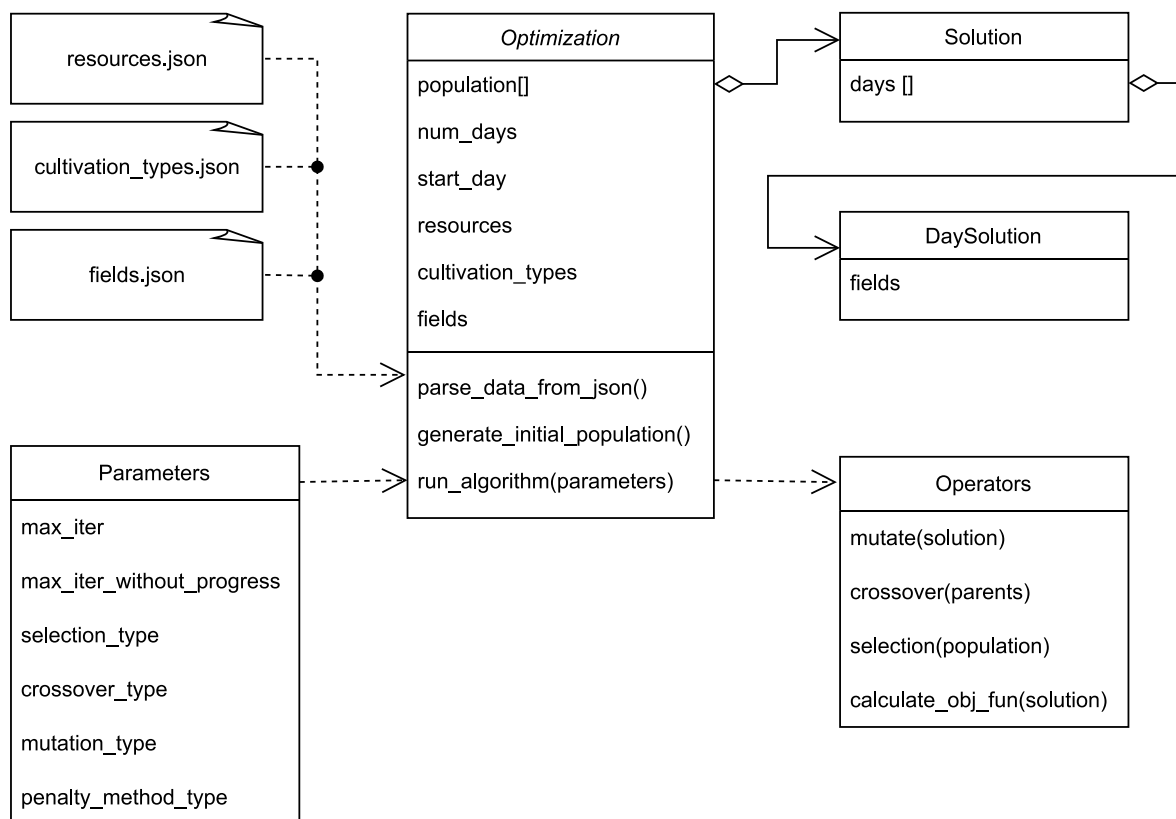 resources.json
cultivation_types.json
fields.json
Optimization
population[]
num_days
start_day
resources
cultivation_types
fields
parse_data_from_json()
generate_initial_population()
run_algorithm(parameters)
Solution
days []
DaySolution
fields
Parameters
max_iter
max_iter_without_progress
selection_type
crossover_type
mutation_type
penalty_method_type
Operators
mutate(solution)
crossover(parents)
selection(population)
calculate_obj_fun(solution)